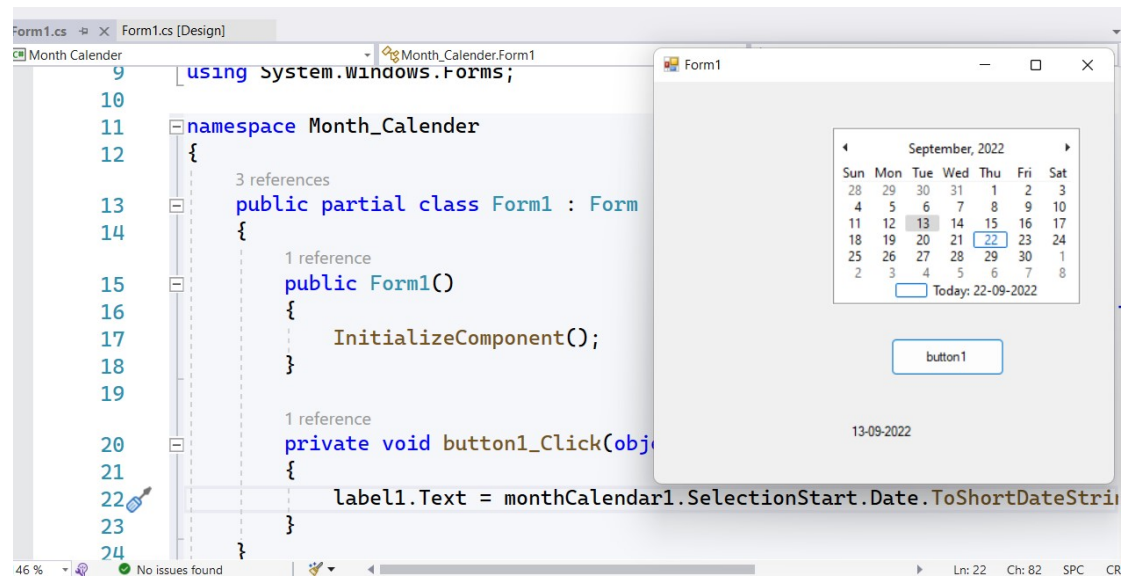 Form1.cs Form1.cs [Design]
Month Calender Month_Calender.Form1
9 using System.Windows.Forms;
10
11 namespace Month_Calender
12 {
3 references
13 public partial class Form1 : Form
14 {
1 reference
15 public Form1()
16 {
17 InitializeComponent();
18 }
19
1 reference
20 private void button1_Click(obj
21 {
22 label1.Text = monthCalendar1.SelectionStart.Date.ToShortDateStri
23 }
24 }
46 % No issues found Ln: 22 Ch: 82 SPC CR
Form1
September, 2022
Sun Mon Tue Wed Thu Fri Sat
28 29 30 31 1 2 3
4 5 6 7 8 9 10
11 12 13 14 15 16 17
18 19 20 21 22 23 24
25 26 27 28 29 30 1
2 3 4 5 6 7 8
Today: 22-09-2022
button1
13-09-2022